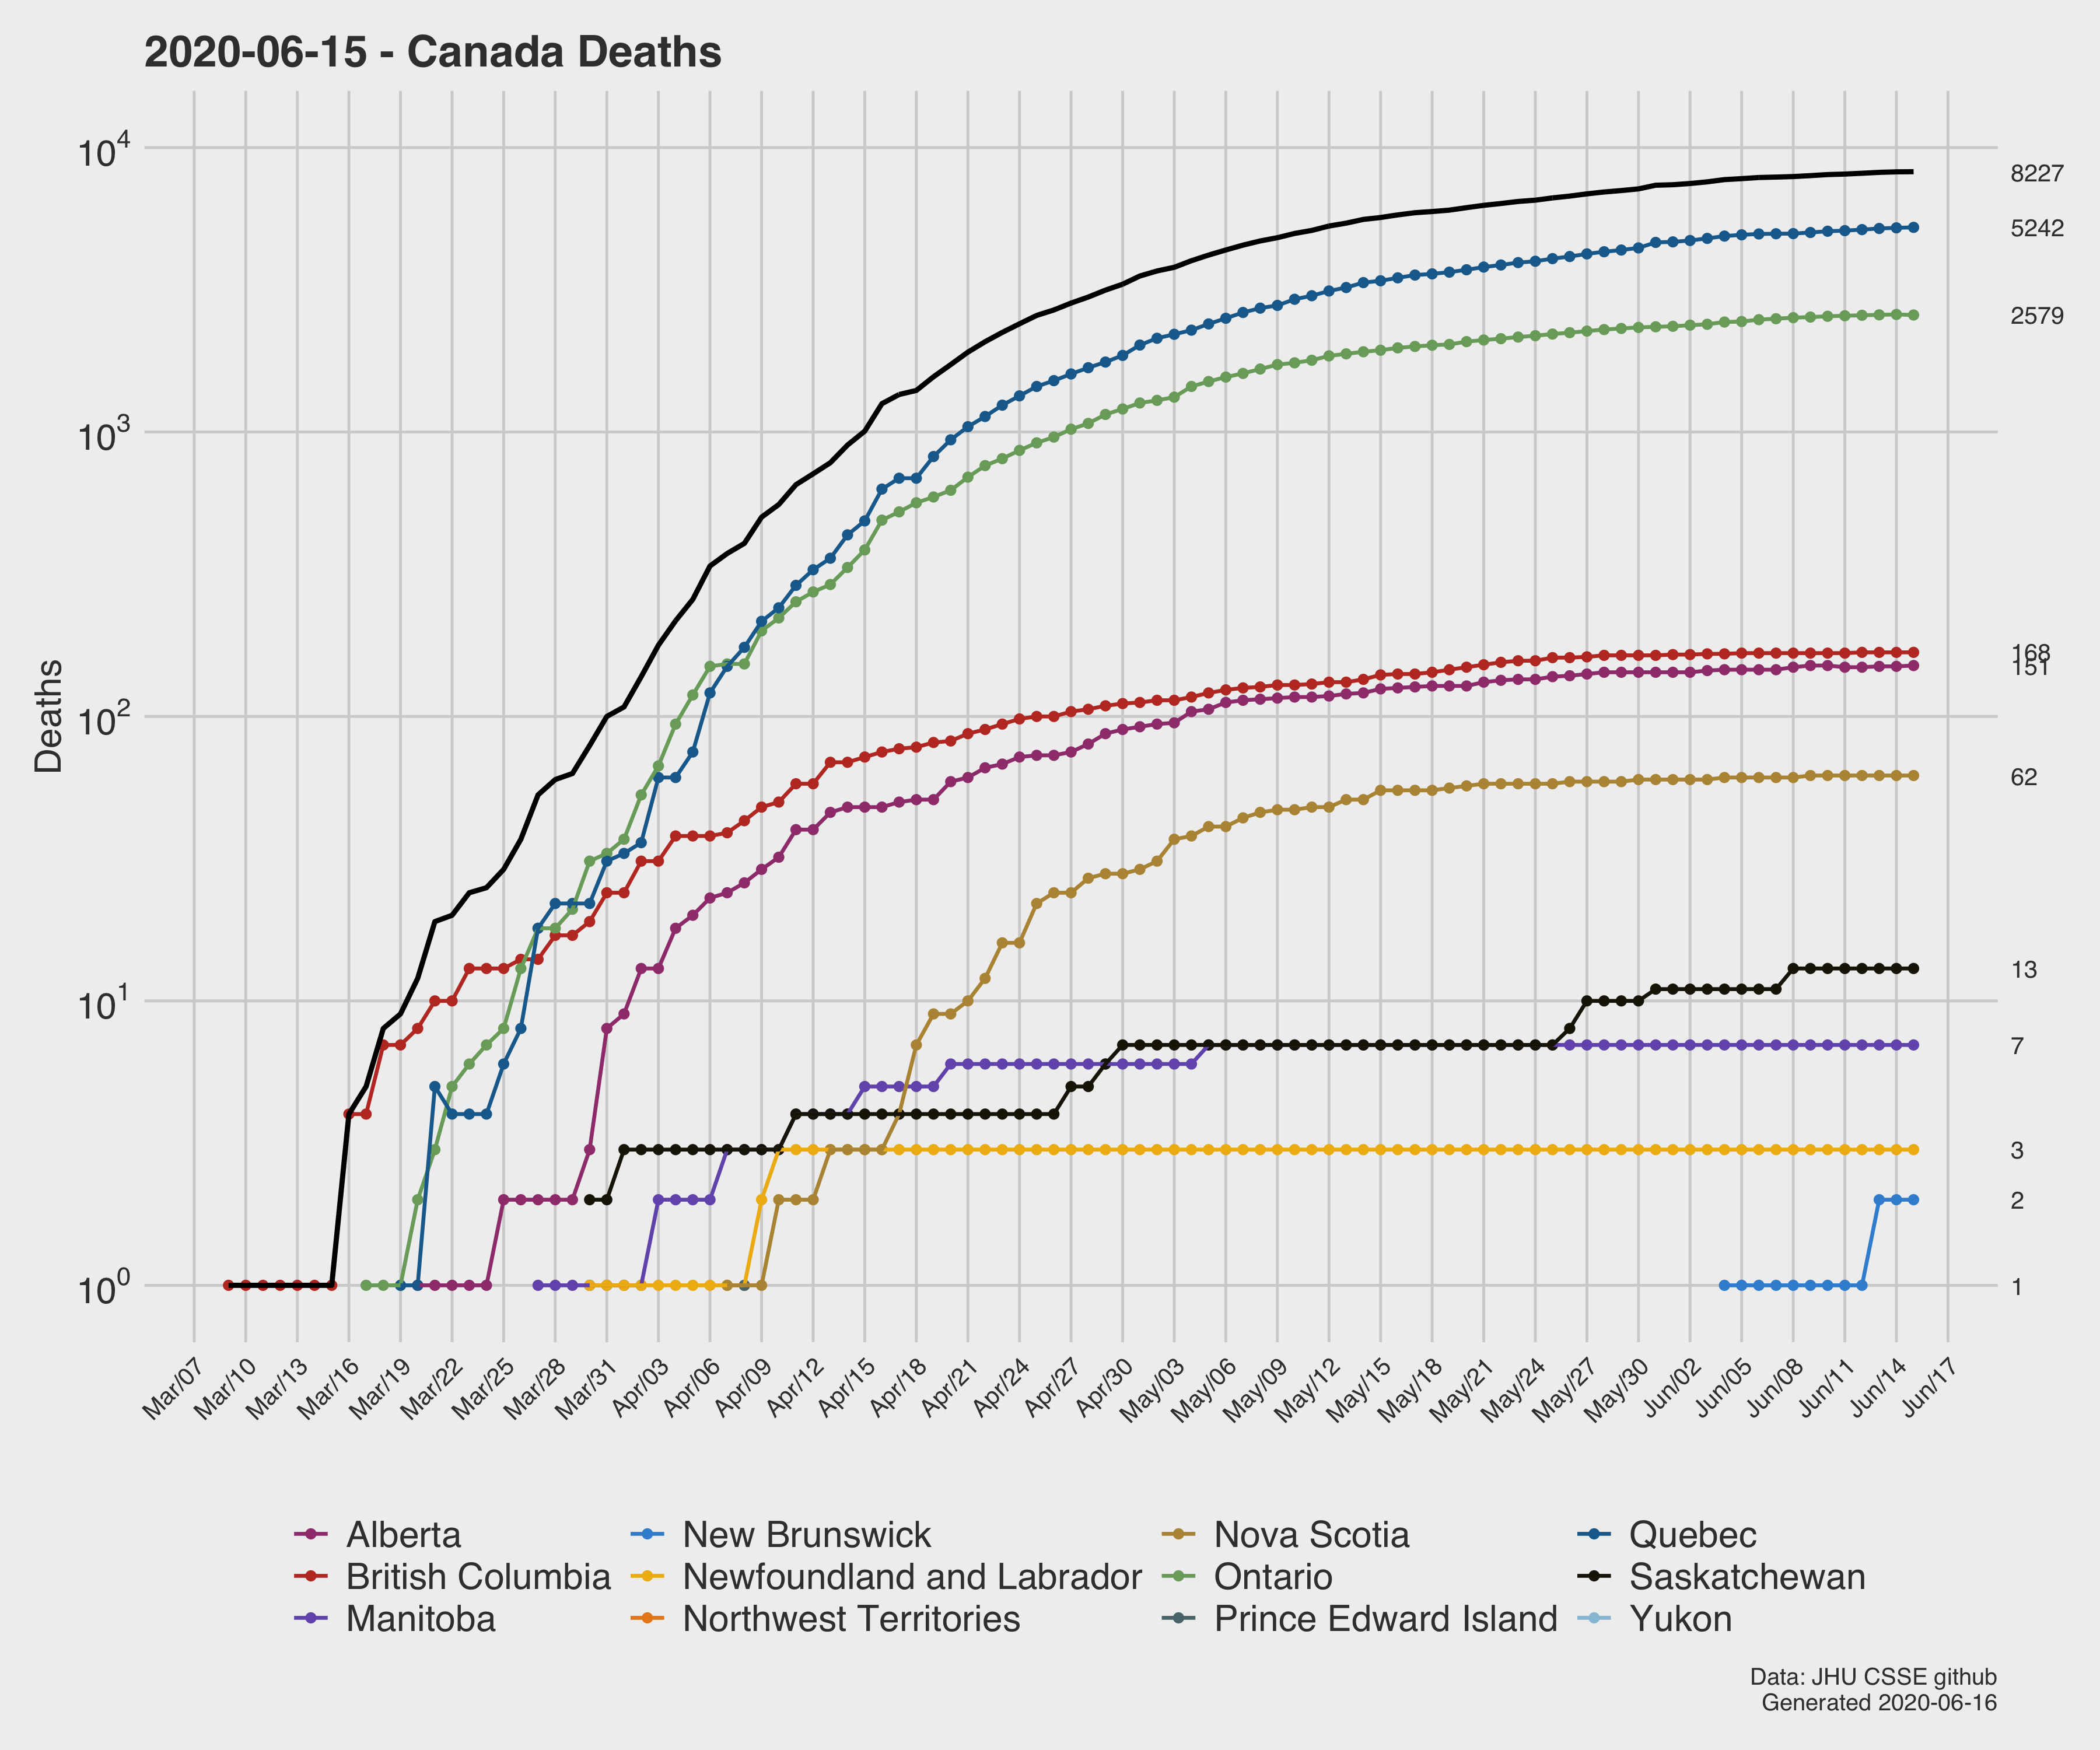 2020-06-15 - Canada Deaths
Deaths
10^4
10^3
10^2
10^1
10^0
8227
5242
2579
168
151
62
13
7
3
2
1
Mar/07
Mar/10
Mar/13
Mar/16
Mar/19
Mar/22
Mar/25
Mar/28
Mar/31
Apr/03
Apr/06
Apr/09
Apr/12
Apr/15
Apr/18
Apr/21
Apr/24
Apr/27
Apr/30
May/03
May/06
May/09
May/12
May/15
May/18
May/21
May/24
May/27
May/30
Jun/02
Jun/05
Jun/08
Jun/11
Jun/14
Jun/17
Alberta New Brunswick Nova Scotia Quebec
British Columbia Newfoundland and Labrador Ontario Saskatchewan
Manitoba Northwest Territories Prince Edward Island Yukon
Data: JHU CSSE github
Generated 2020-06-16